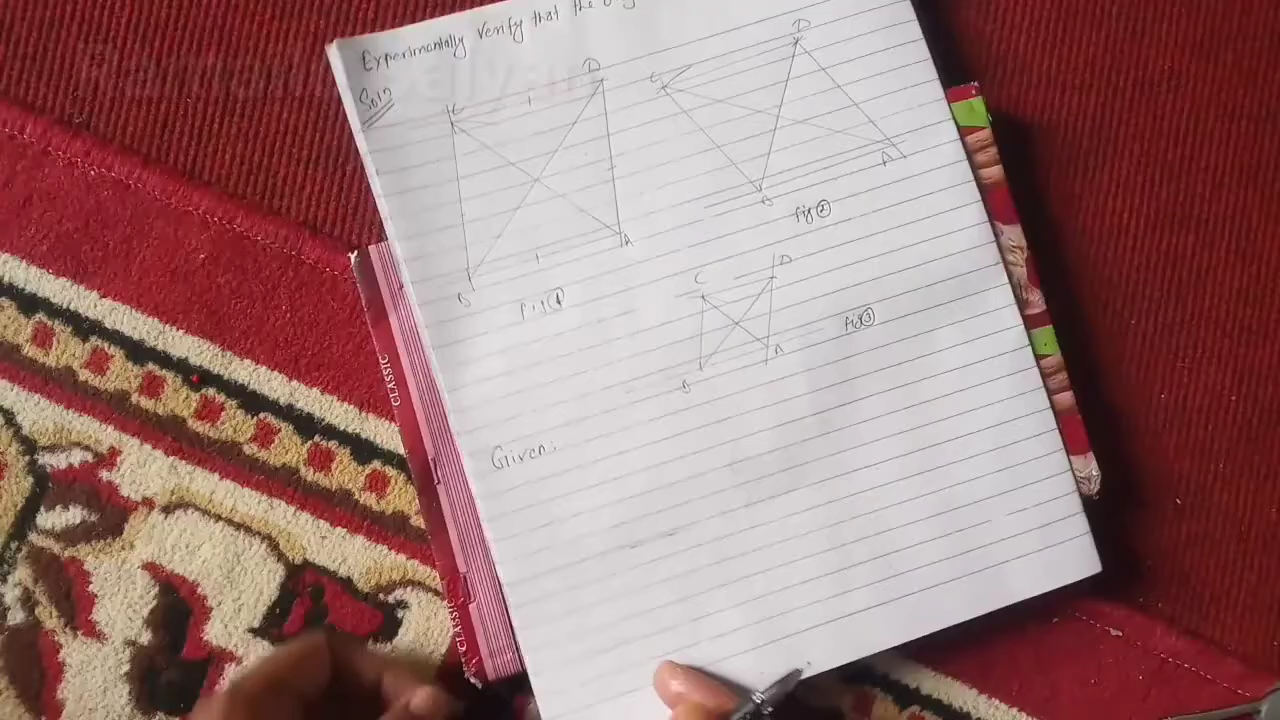 Experimentally verify that the
Soln
C
D
B
A
fig ①
C
D
B
A
fig ②
C
D
B
A
fig ③
Given:
CLASSIC
CLASSIC